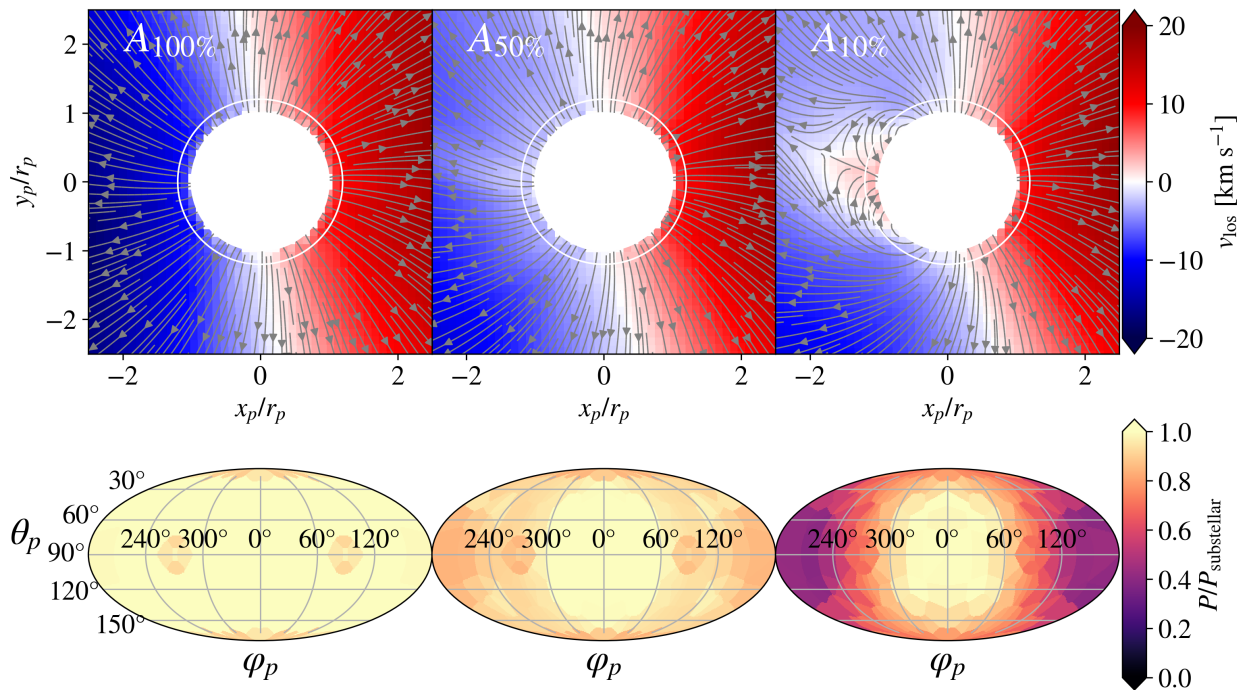 A100% A50% A10%
20
10
0
−10
−20
vlos [km s−1]
2
1
0
−1
−2
yp/rp
−2 0 2 −2 0 2 −2 0 2
xp/rp xp/rp xp/rp
30°
60°
90°
120°
150°
θp
240° 300° 0° 60° 120° 240° 300° 0° 60° 120° 240° 300° 0° 60° 120°
φp φp φp
1.0
0.8
0.6
0.4
0.2
0.0
P/Psubstellar